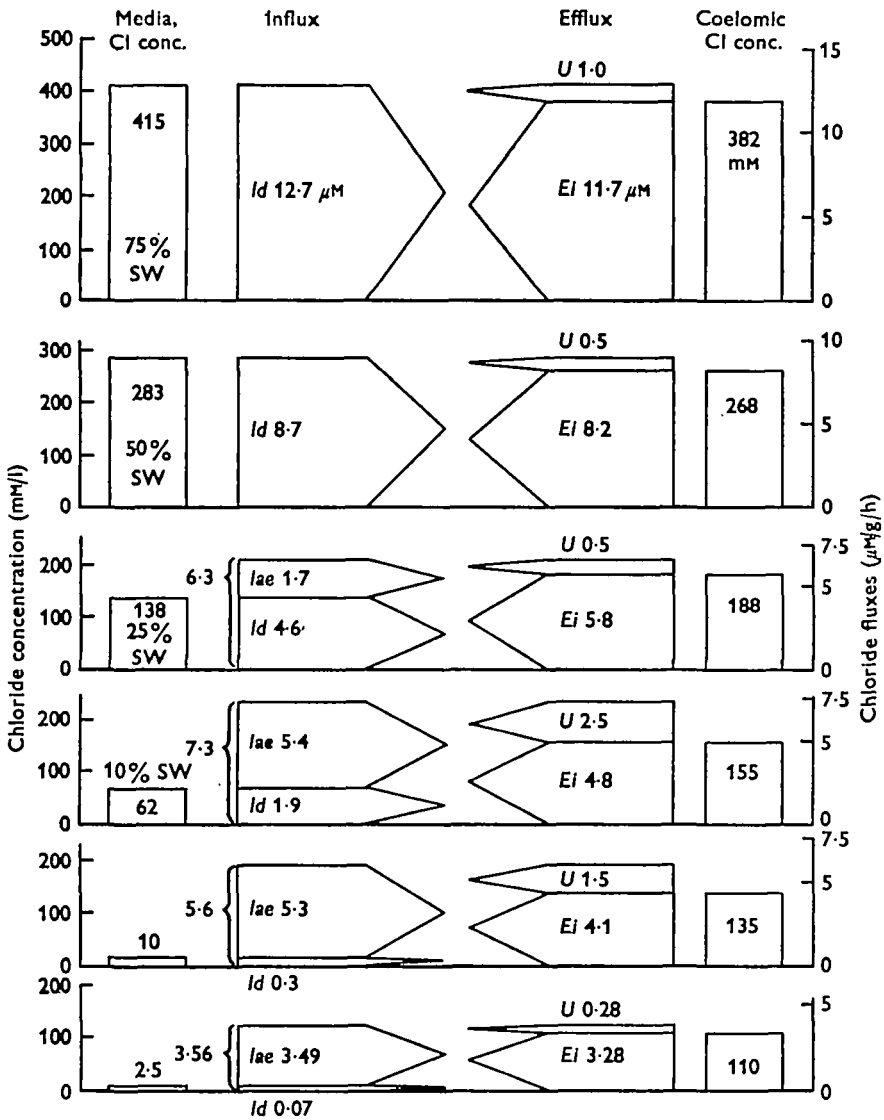 Media, Cl conc.
Influx
Efflux
Coelomic Cl conc.
Chloride concentration (mM/l)
Chloride fluxes (μM/g/h)
500
400
300
200
100
0
415
75% SW
Id 12·7 μM
U 1·0
Ei 11·7 μM
382 mM
15
10
5
0
300
200
100
0
283
50% SW
Id 8·7
U 0·5
Ei 8·2
268
10
5
0
200
100
0
138
25% SW
6·3
Iae 1·7
Id 4·6
U 0·5
Ei 5·8
188
7·5
5
0
200
100
0
10% SW
62
7·3
Iae 5·4
Id 1·9
U 2·5
Ei 4·8
155
7·5
5
0
200
100
0
10
5·6
Iae 5·3
Id 0·3
U 1·5
Ei 4·1
135
7·5
5
0
100
0
2·5
3·56
Iae 3·49
Id 0·07
U 0·28
Ei 3·28
110
5
0